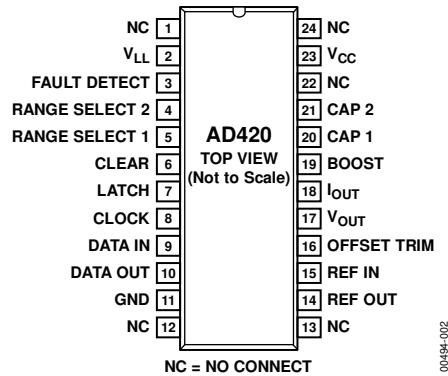 NC 1 24 NC
VLL 2 23 VCC
FAULT DETECT 3 22 NC
RANGE SELECT 2 4 21 CAP 2
RANGE SELECT 1 5 AD420 20 CAP 1
TOP VIEW
CLEAR 6 (Not to Scale) 19 BOOST
LATCH 7 18 IOUT
CLOCK 8 17 VOUT
DATA IN 9 16 OFFSET TRIM
DATA OUT 10 15 REF IN
GND 11 14 REF OUT
NC 12 13 NC
NC = NO CONNECT
00494-002